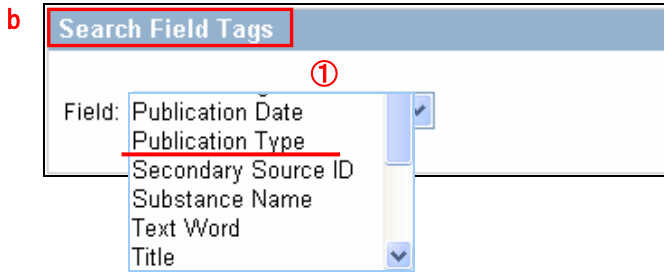 b
Search Field Tags
①
Field:
Publication Date
Publication Type
Secondary Source ID
Substance Name
Text Word
Title